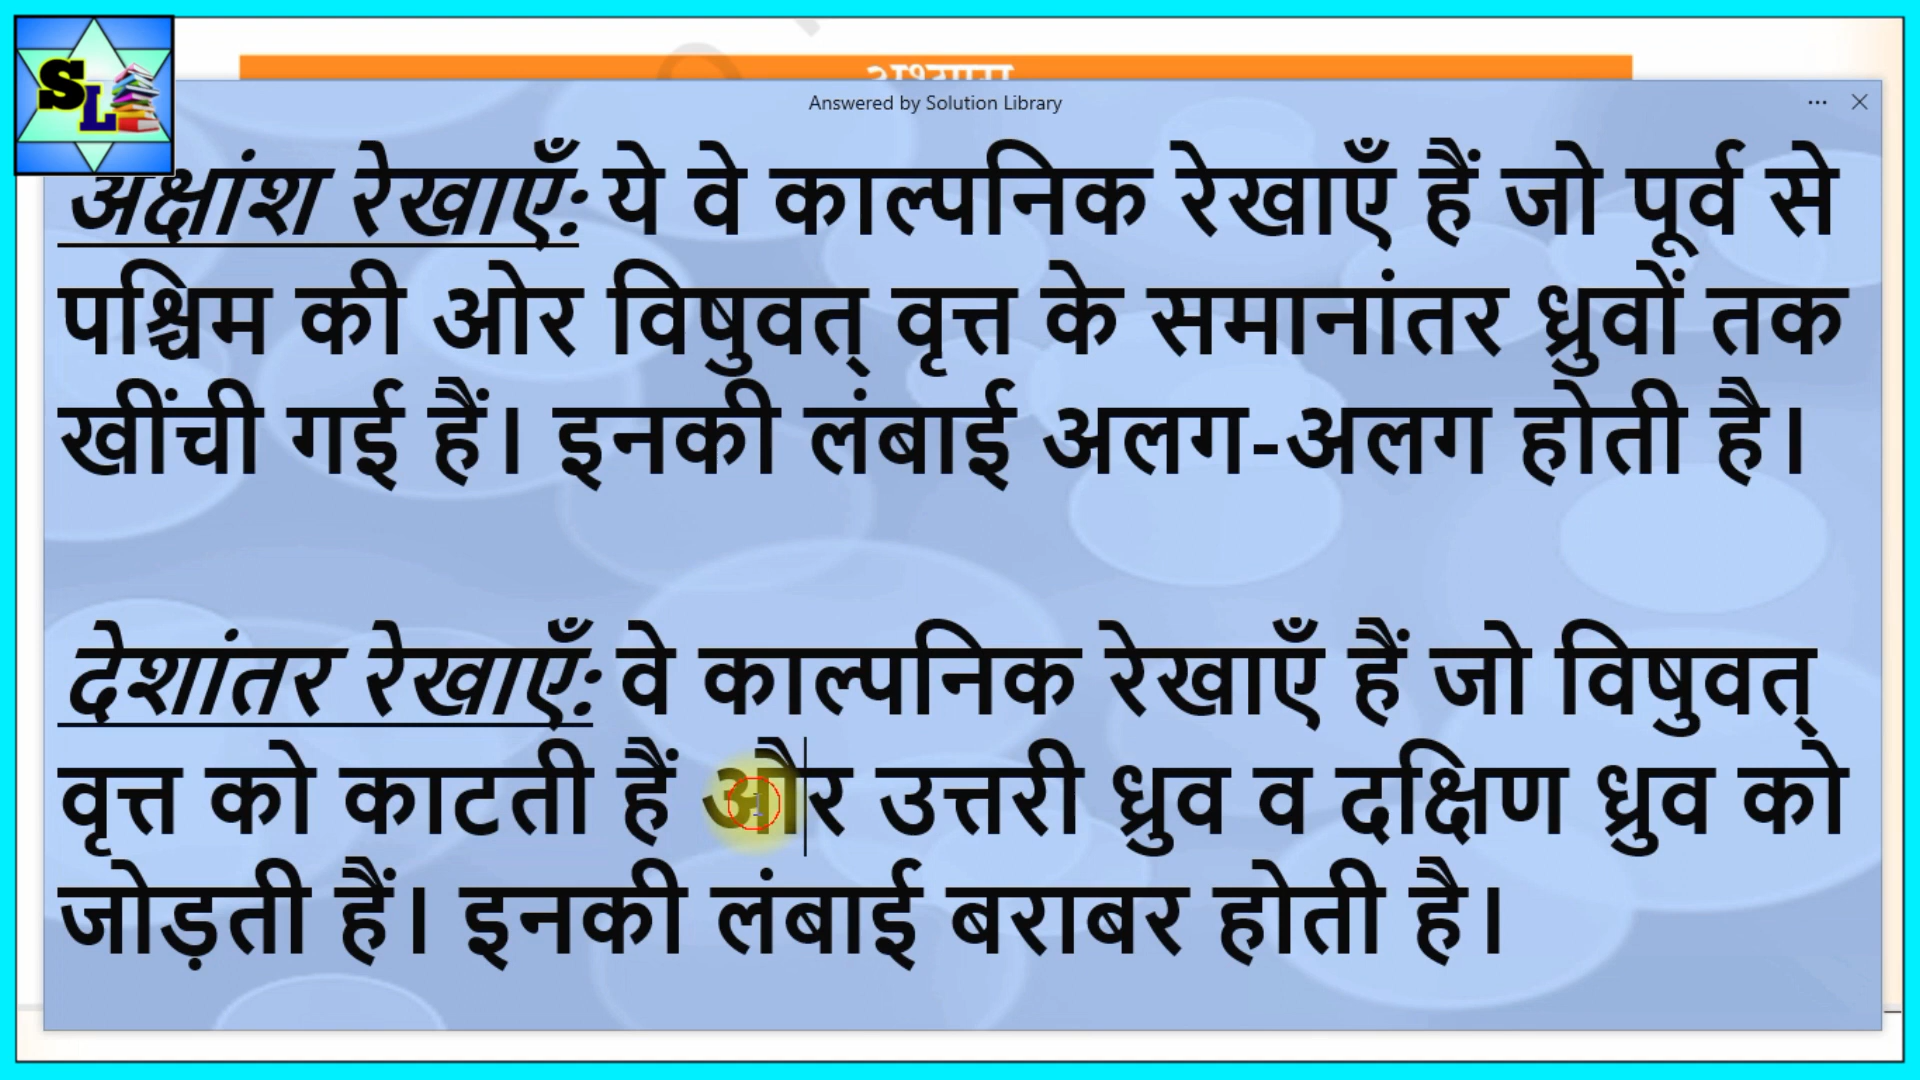 SL
Answered by Solution Library
अक्षांश रेखाएँ: ये वे काल्पनिक रेखाएँ हैं जो पूर्व से
पश्चिम की ओर विषुवत् वृत्त के समानांतर ध्रुवों तक
खींची गई हैं। इनकी लंबाई अलग-अलग होती है।
देशांतर रेखाएँ: वे काल्पनिक रेखाएँ हैं जो विषुवत्
वृत्त को काटती हैं और उत्तरी ध्रुव व दक्षिण ध्रुव को
जोड़ती हैं। इनकी लंबाई बराबर होती है।